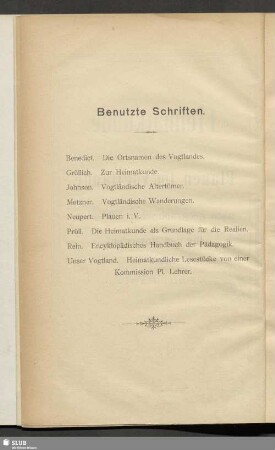 Benutzte Schriften.
Benedict. Die Ortsnamen des Vogtlandes.
Gröllich. Zur Heimatkunde.
Johnson. Vogtländische Altertümer.
Metzner. Vogtländische Wanderungen.
Neupert. Plauen i. V.
Prüll. Die Heimatkunde als Grundlage für die Realien.
Rein. Enzyklopädisches Handbuch der Pädagogik.
Unser Vogtland. Heimatkundliche Lesestücke von einer
Kommission Pl. Lehrer.
SLUB